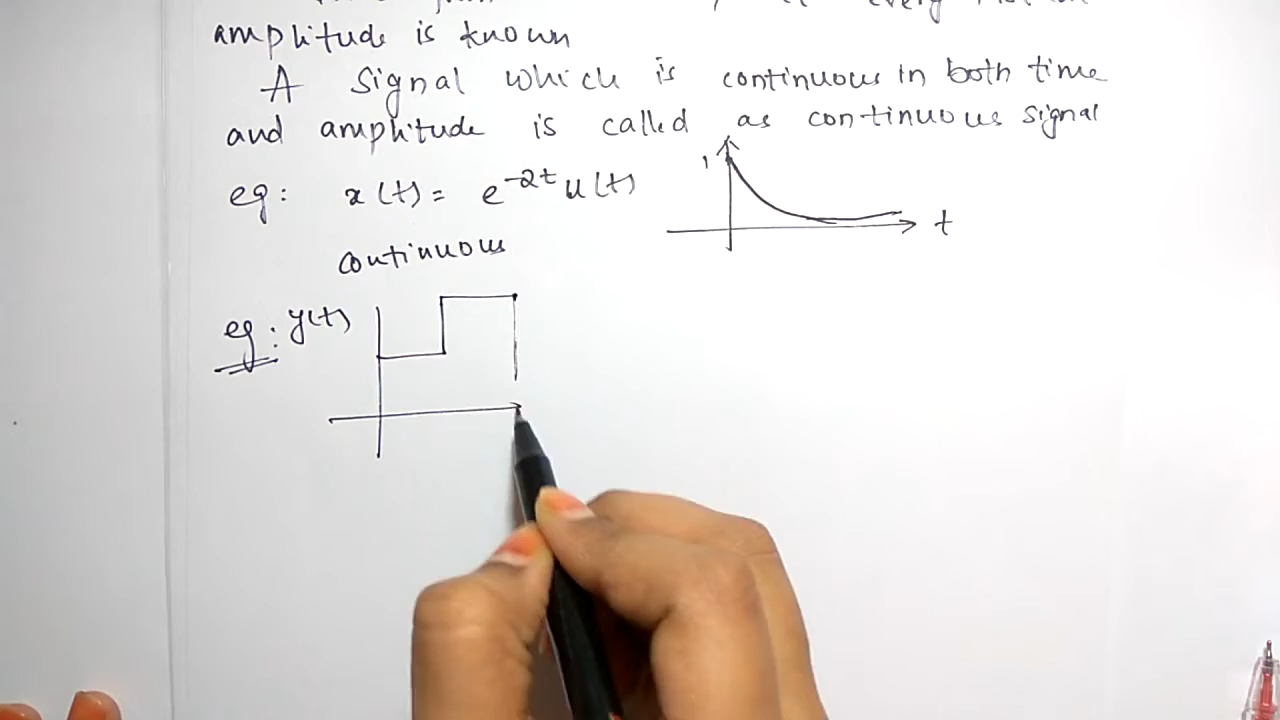 every
amplitude is known
A signal which is continuous in both time
and amplitude is called as continuous signal
eg: x(t) = e^-2t u(t)
1
t
continuous
eg: y(t)